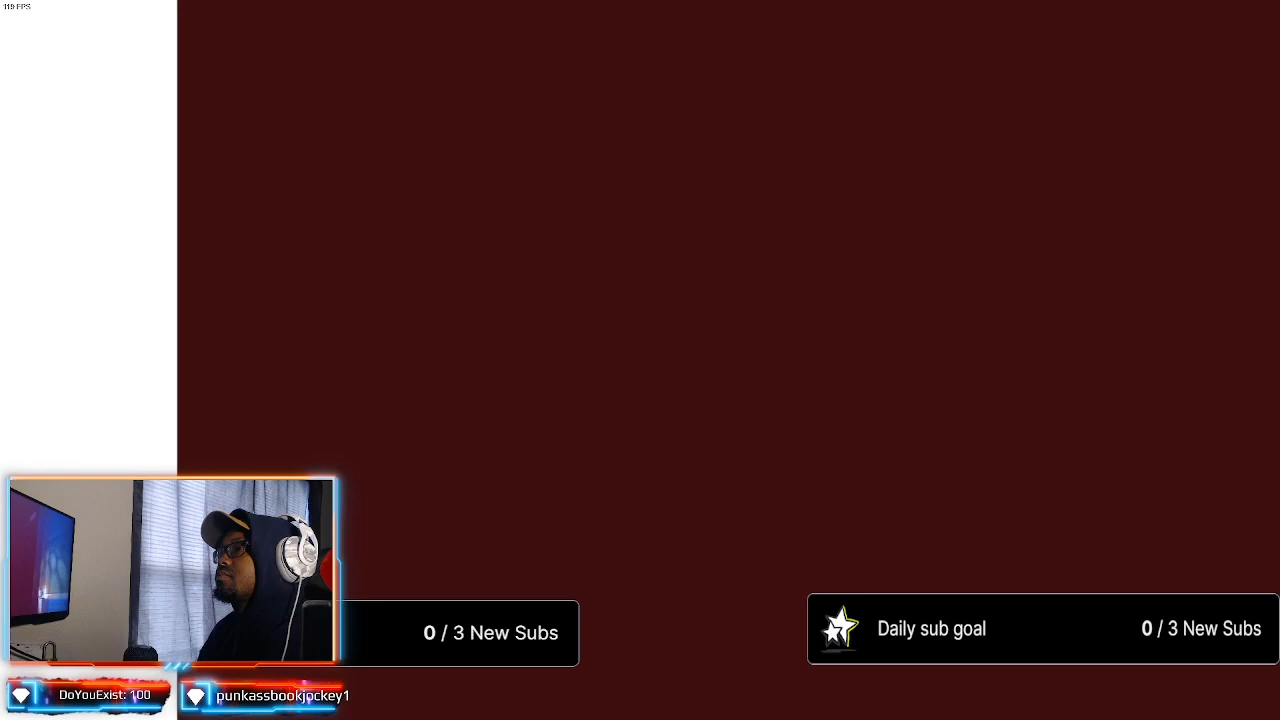 119 FPS
0 / 3 New Subs
Daily sub goal
0 / 3 New Subs
DoYouExist: 100
punkassbookjockey1